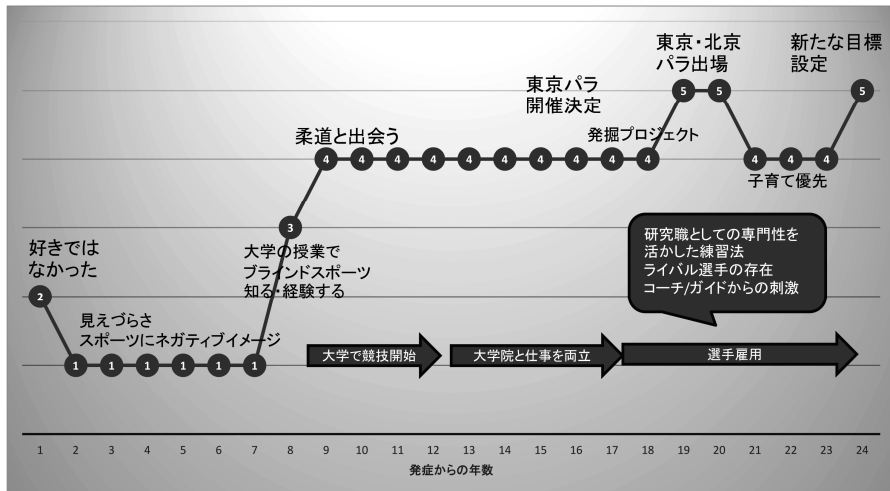 東京・北京
パラ出場
新たな目標
設定
東京パラ
開催決定
5
5
5
柔道と出会う
発掘プロジェクト
4
4
4
4
4
4
4
4
4
4
4
4
4
子育て優先
好きでは
なかった
3
大学の授業で
ブラインドスポーツ
知る・経験する
2
研究職としての専門性を
活かした練習法
ライバル選手の存在
コーチ/ガイドからの刺激
見えづらさ
スポーツにネガティブイメージ
1
1
1
1
1
1
大学で競技開始
大学院と仕事を両立
選手雇用
1 2 3 4 5 6 7 8 9 10 11 12 13 14 15 16 17 18 19 20 21 22 23 24
発症からの年数